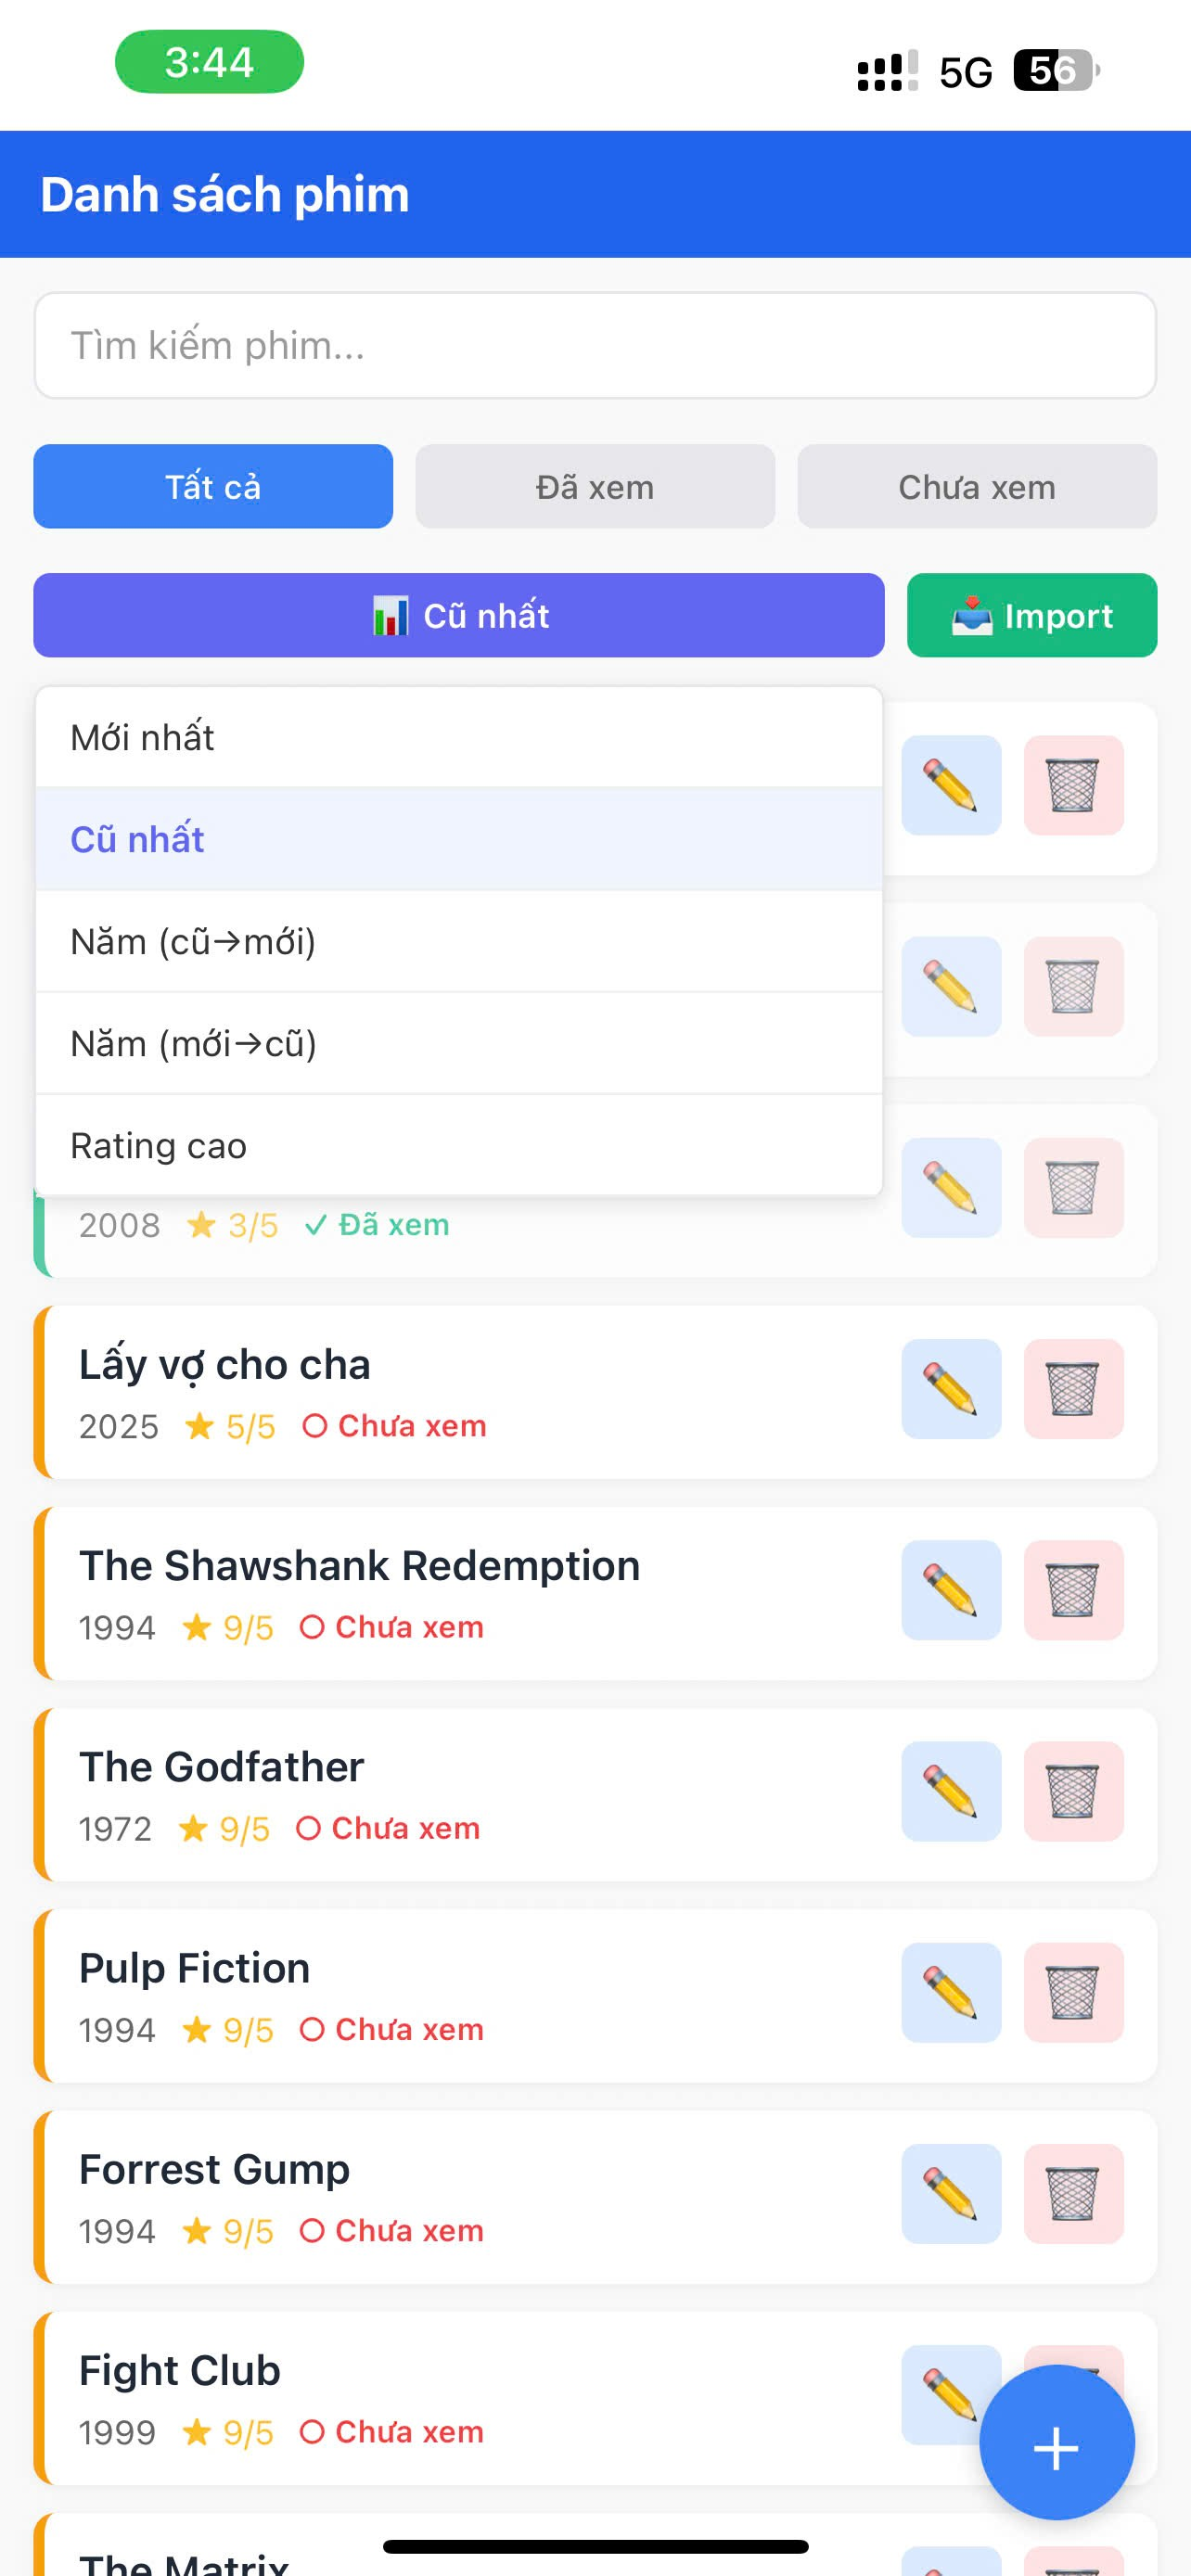 3:44
5G
56
Danh sách phim
Tìm kiếm phim...
Tất cả
Đã xem
Chưa xem
Cũ nhất
Import
Mới nhất
Cũ nhất
Năm (cũ→mới)
Năm (mới→cũ)
Rating cao
2008 ★ 3/5 ✓ Đã xem
Lấy vợ cho cha
2025 ★ 5/5 ○ Chưa xem
The Shawshank Redemption
1994 ★ 9/5 ○ Chưa xem
The Godfather
1972 ★ 9/5 ○ Chưa xem
Pulp Fiction
1994 ★ 9/5 ○ Chưa xem
Forrest Gump
1994 ★ 9/5 ○ Chưa xem
Fight Club
1999 ★ 9/5 ○ Chưa xem
The Matrix